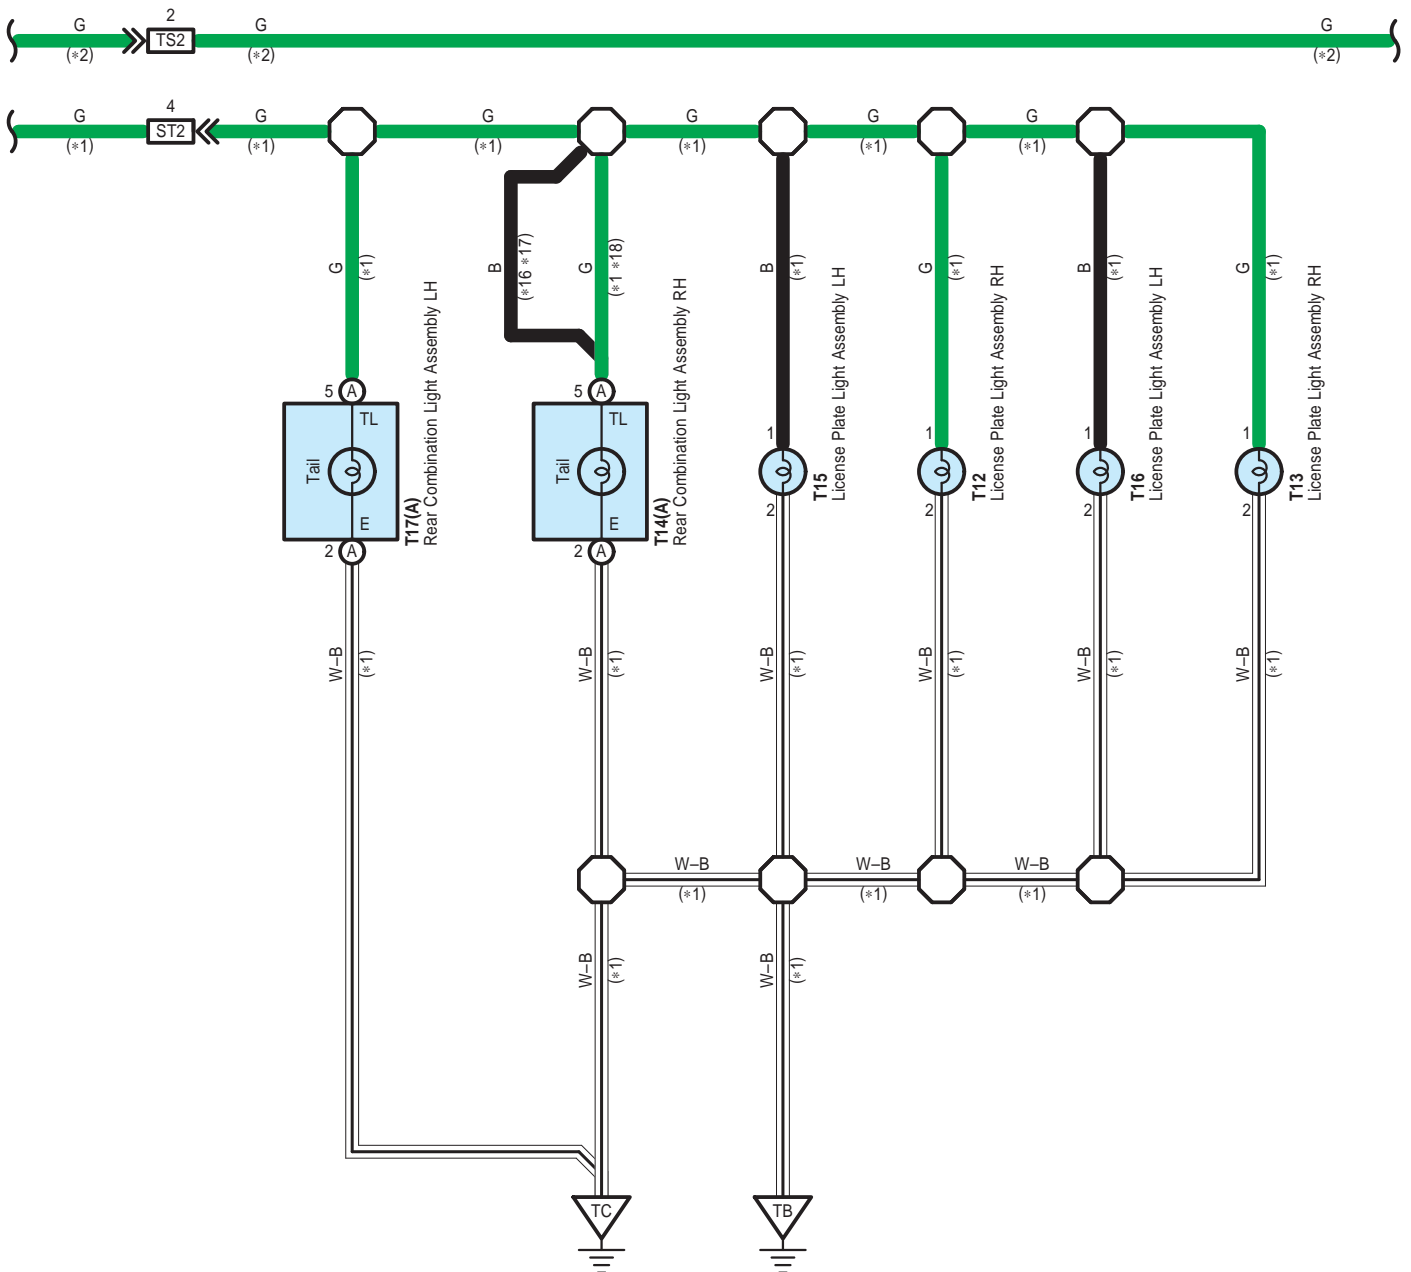 2
G G G
TS2
(*2) (*2) (*2)
4
G G G G G G
ST2
(*1) (*1) (*1) (*1) (*1) (*1)
G
(*1)
B
(*16 *17)
G
(*1 *18)
B
(*1)
G
(*1)
B
(*1)
G
(*1)
5 A
TL
Tail
E
2 A
T17(A)
Rear Combination Light Assembly LH
5 A
TL
Tail
E
2 A
T14(A)
Rear Combination Light Assembly RH
1
2
T15
License Plate Light Assembly LH
1
2
T12
License Plate Light Assembly RH
1
2
T16
License Plate Light Assembly LH
1
2
T13
License Plate Light Assembly RH
W–B
(*1)
W–B
(*1)
W–B
(*1)
W–B
(*1)
W–B
(*1)
W–B
(*1)
W–B W–B W–B
(*1) (*1) (*1)
W–B
(*1)
W–B
(*1)
TC TB